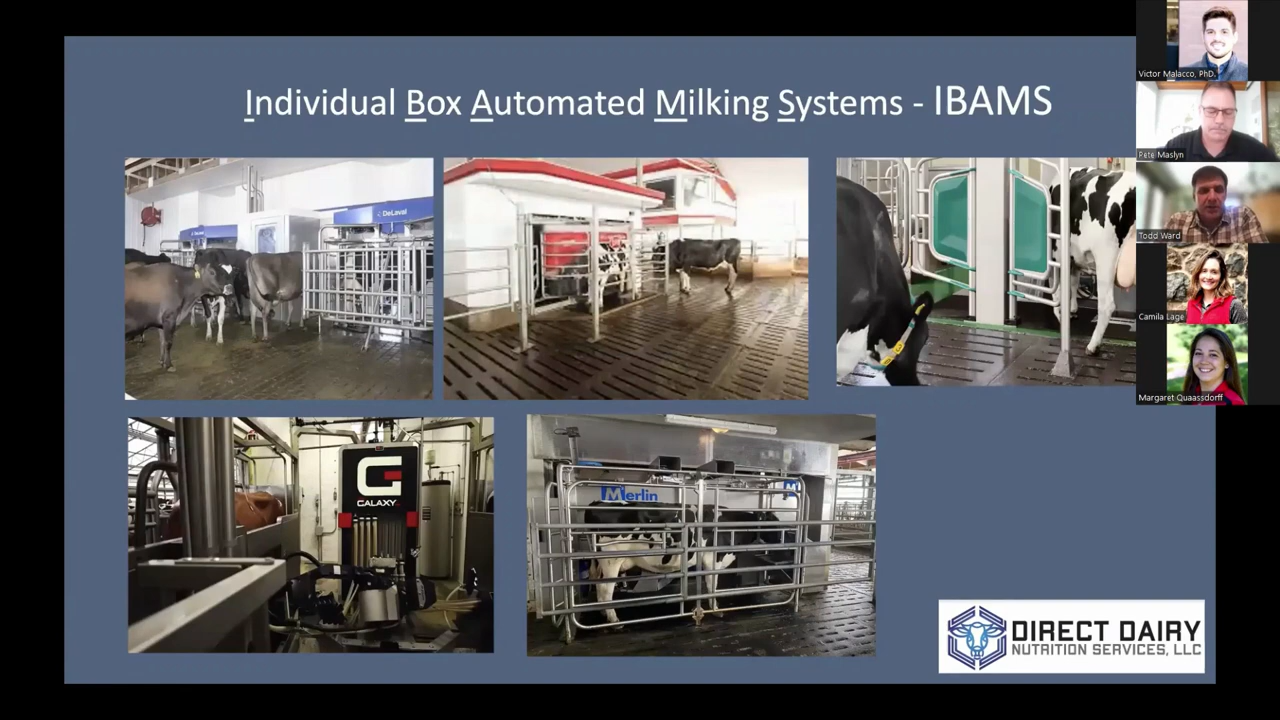 Individual Box Automated Milking Systems - IBAMS
DeLaval
G
GALAXY
Merlin
M
DIRECT DAIRY
NUTRITION SERVICES, LLC
Victor Malacco, PhD.
Pete Maslyn
Todd Ward
Camila Lage
Margaret Quaassdorff